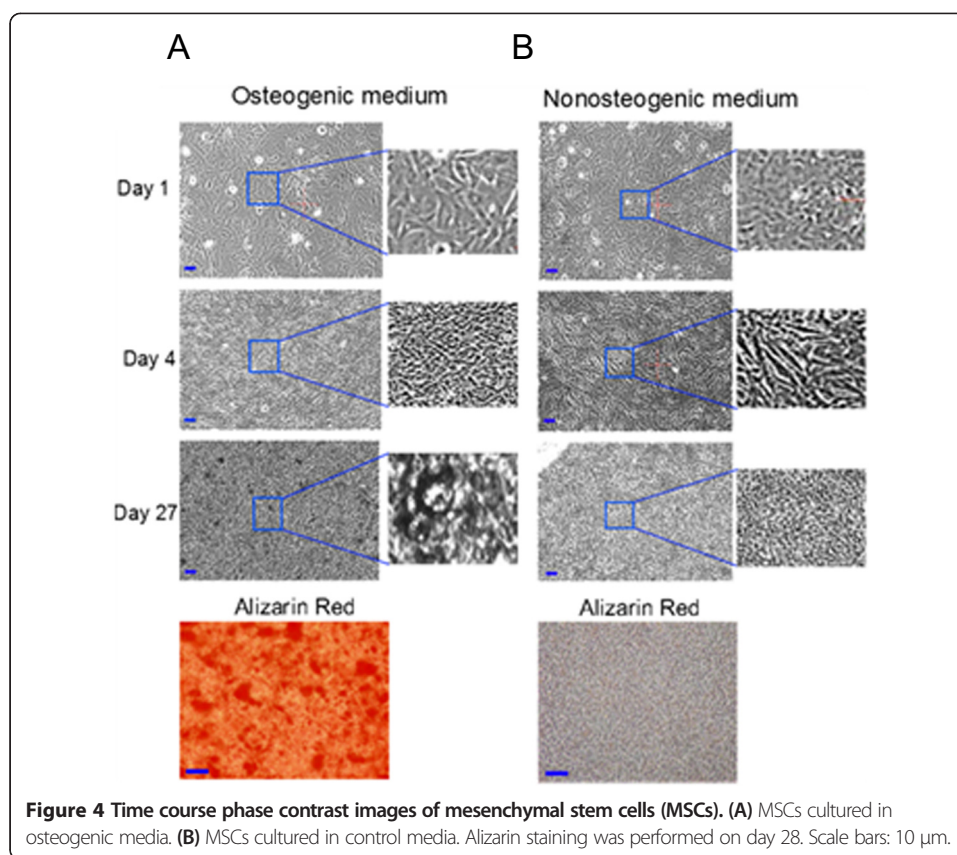 A
B
Osteogenic medium
Nonosteogenic medium
Day 1
Day 4
Day 27
Alizarin Red
Alizarin Red
Figure 4 Time course phase contrast images of mesenchymal stem cells (MSCs). (A) MSCs cultured in
osteogenic media. (B) MSCs cultured in control media. Alizarin staining was performed on day 28. Scale bars: 10 μm.